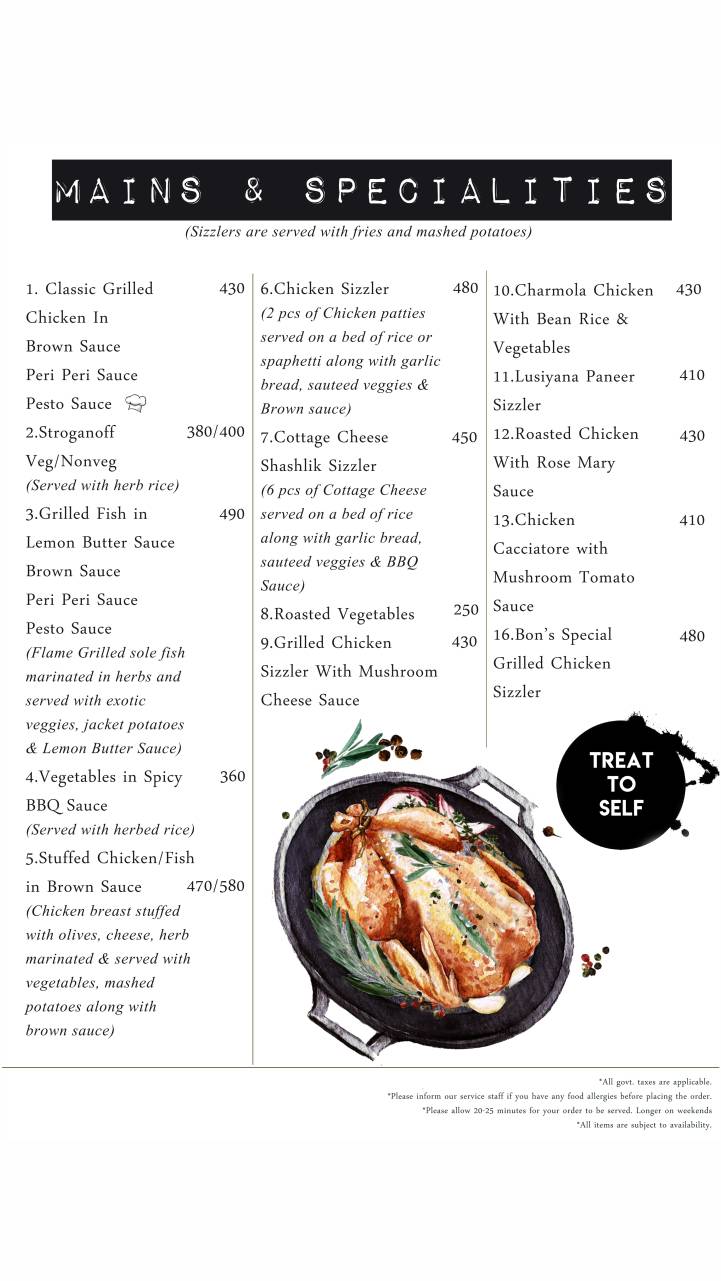 MAINS & SPECIALITIES
(Sizzlers are served with fries and mashed potatoes)
1. Classic Grilled 430
Chicken In
Brown Sauce
Peri Peri Sauce
Pesto Sauce
2.Stroganoff 380/400
Veg/Nonveg
(Served with herb rice)
3.Grilled Fish in 490
Lemon Butter Sauce
Brown Sauce
Peri Peri Sauce
Pesto Sauce
(Flame Grilled sole fish
marinated in herbs and
served with exotic
veggies, jacket potatoes
& Lemon Butter Sauce)
4.Vegetables in Spicy 360
BBQ Sauce
(Served with herbed rice)
5.Stuffed Chicken/Fish
in Brown Sauce 470/580
(Chicken breast stuffed
with olives, cheese, herb
marinated & served with
vegetables, mashed
potatoes along with
brown sauce)
6.Chicken Sizzler 480
(2 pcs of Chicken patties
served on a bed of rice or
spaphetti along with garlic
bread, sauteed veggies &
Brown sauce)
7.Cottage Cheese 450
Shashlik Sizzler
(6 pcs of Cottage Cheese
served on a bed of rice
along with garlic bread,
sauteed veggies & BBQ
Sauce)
8.Roasted Vegetables 250
9.Grilled Chicken 430
Sizzler With Mushroom
Cheese Sauce
10.Charmola Chicken 430
With Bean Rice &
Vegetables
11.Lusiyana Paneer 410
Sizzler
12.Roasted Chicken 430
With Rose Mary
Sauce
13.Chicken 410
Cacciatore with
Mushroom Tomato
Sauce
16.Bon's Special 480
Grilled Chicken
Sizzler
TREAT
TO
SELF
*All govt. taxes are applicable.
*Please inform our service staff if you have any food allergies before placing the order.
*Please allow 20-25 minutes for your order to be served. Longer on weekends
*All items are subject to availability.